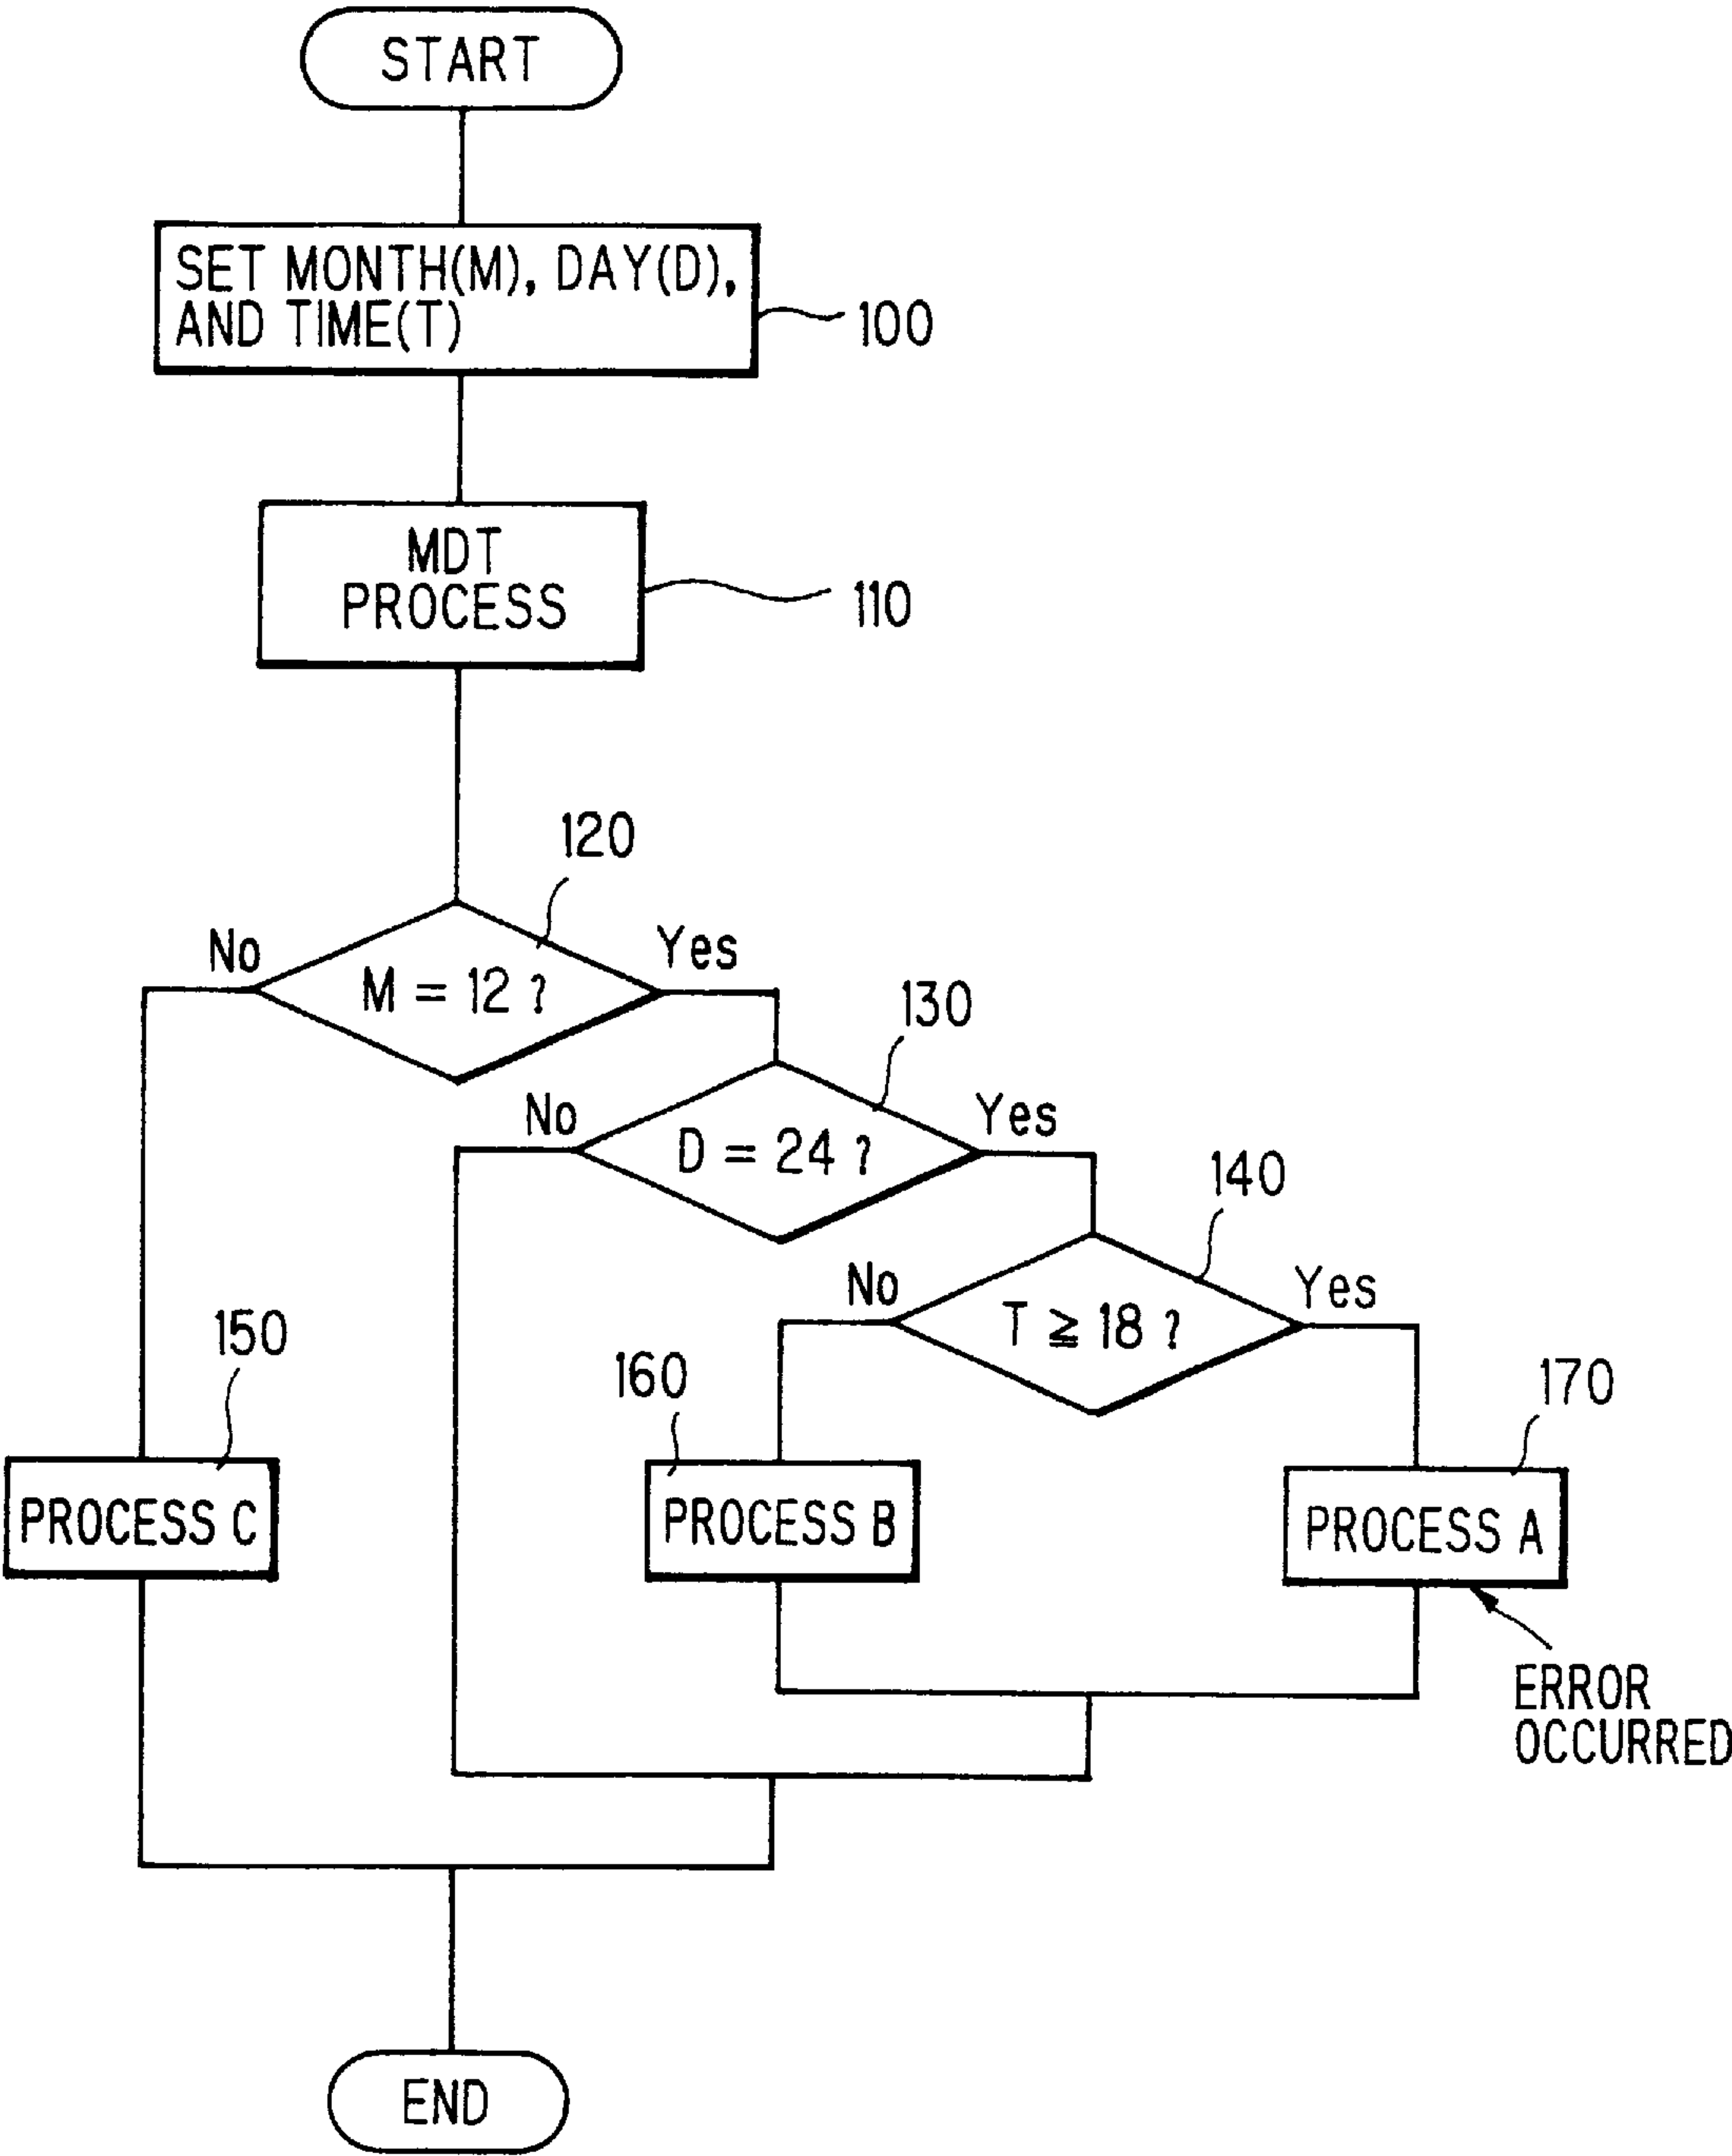 START
SET MONTH(M), DAY(D),
AND TIME(T)
100
MDT
PROCESS
110
120
No
Yes
M = 12 ?
130
No
Yes
D = 24 ?
140
No
Yes
T ≧ 18 ?
150
160
170
PROCESS C
PROCESS B
PROCESS A
ERROR
OCCURRED
END